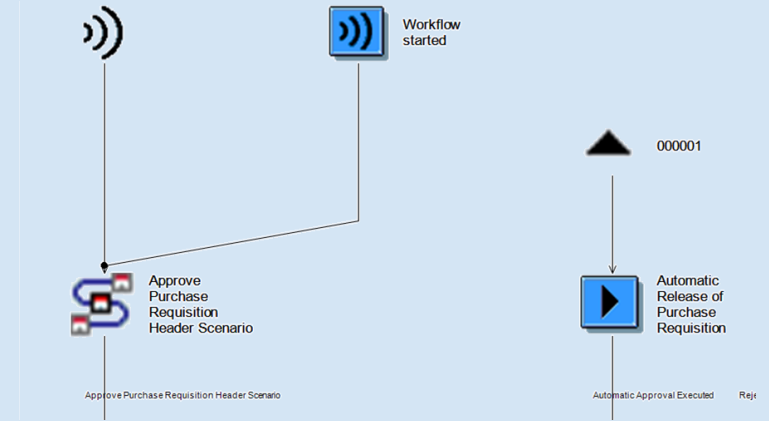 Workflow
started
000001
Approve
Purchase
Requisition
Header Scenario
Automatic
Release of
Purchase
Requisition
Approve Purchase Requisition Header Scenario
Automatic Approval Executed